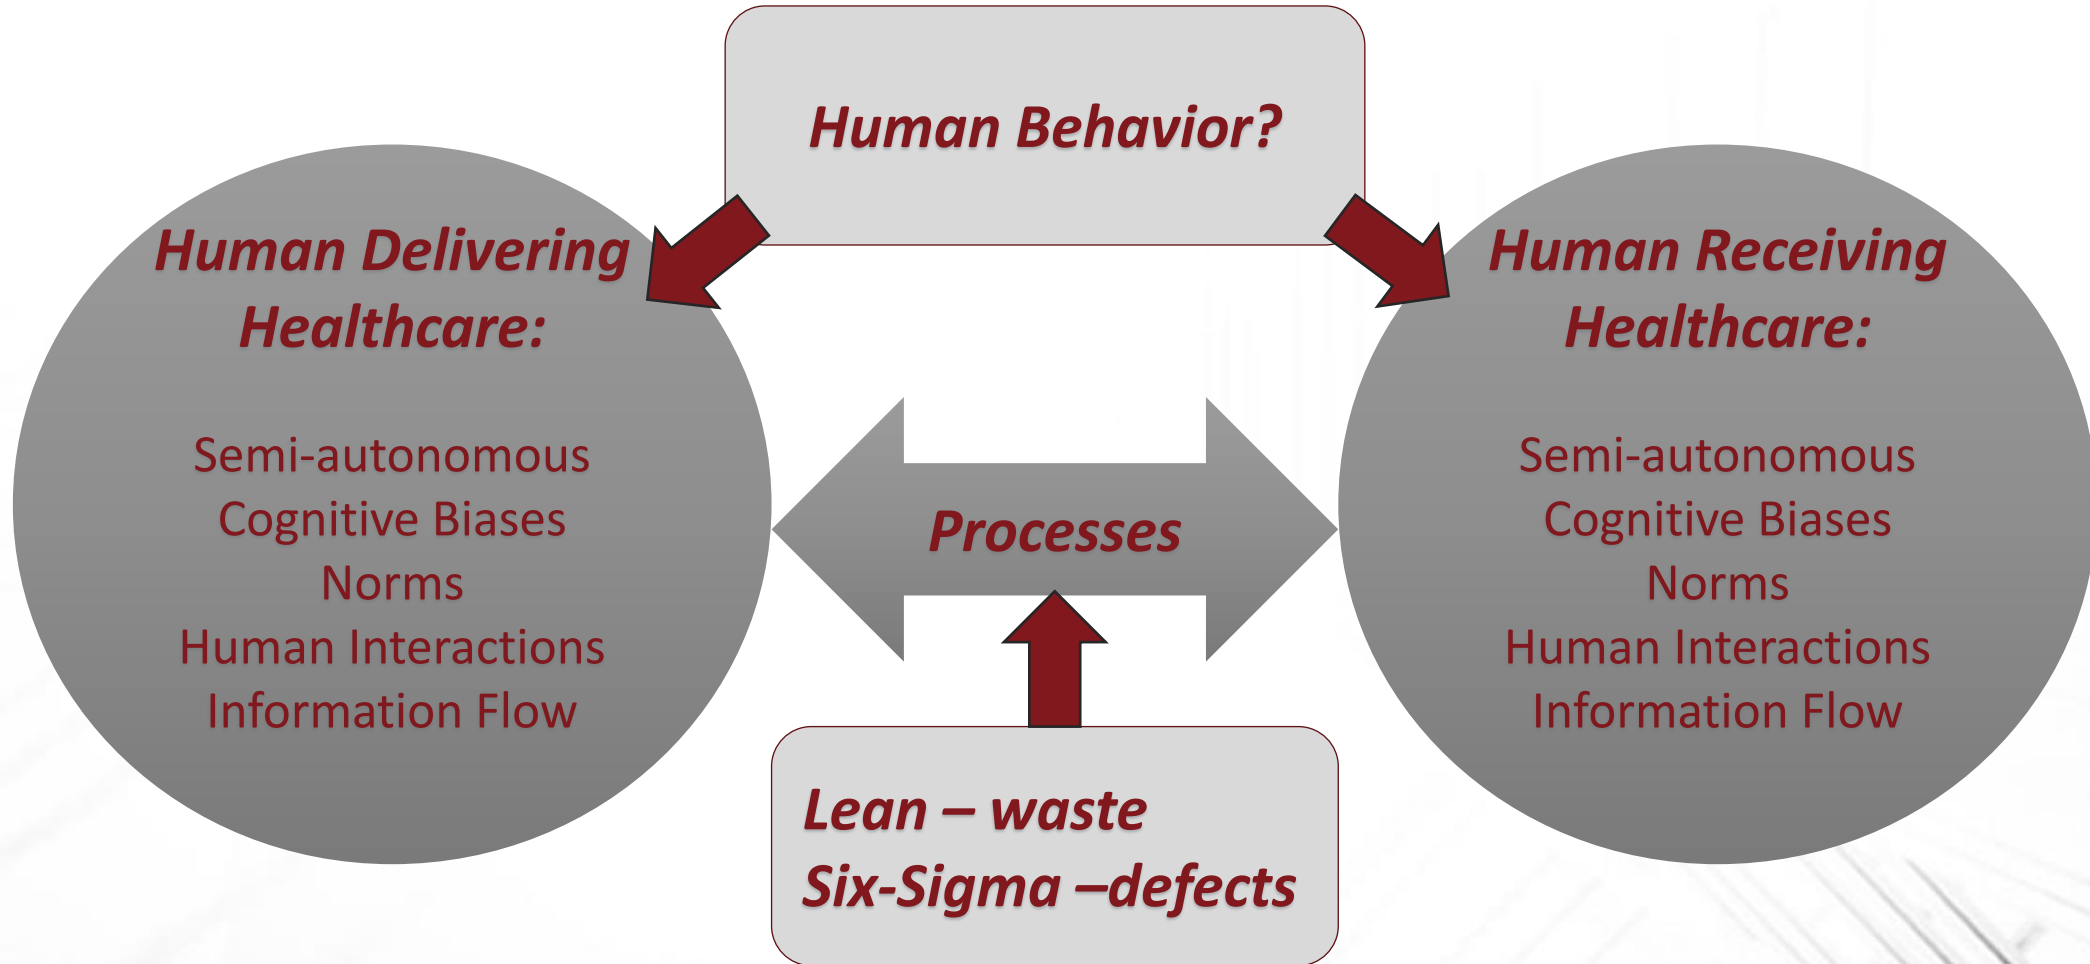 Human Behavior?
Human Delivering
Healthcare:
Semi-autonomous
Cognitive Biases
Norms
Human Interactions
Information Flow
Processes
Human Receiving
Healthcare:
Semi-autonomous
Cognitive Biases
Norms
Human Interactions
Information Flow
Lean – waste
Six-Sigma –defects